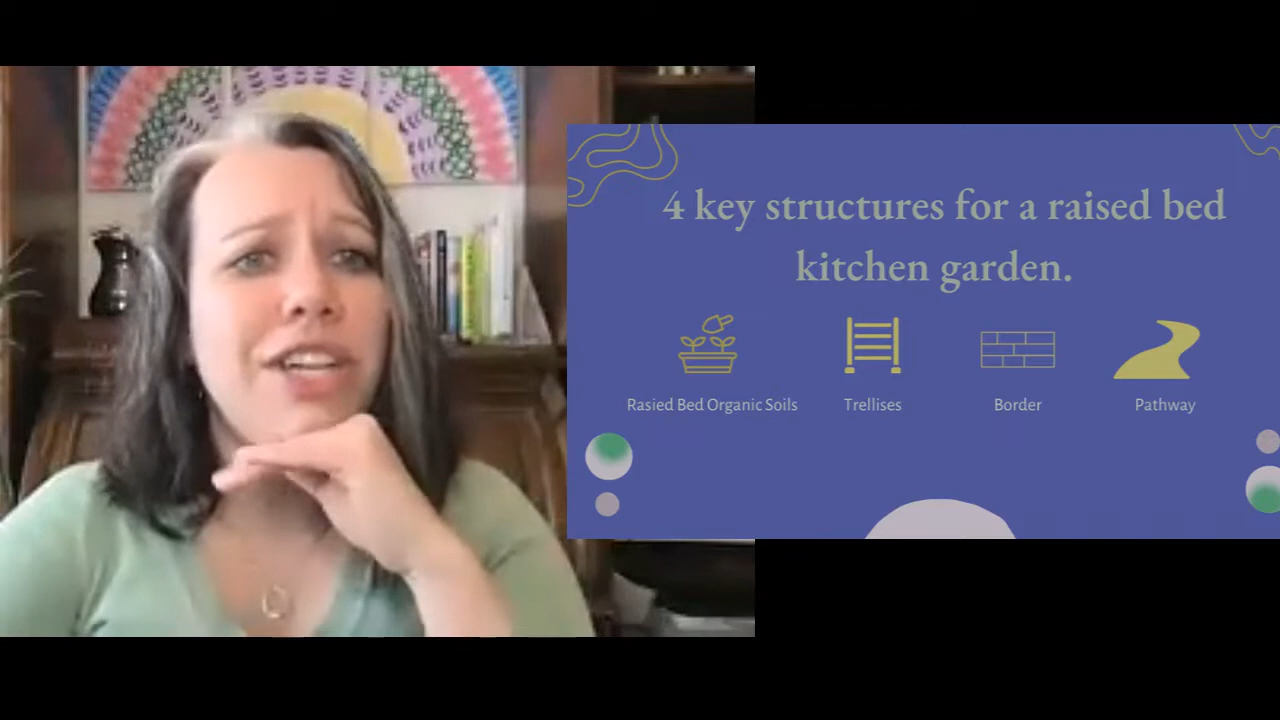 4 key structures for a raised bed
kitchen garden.
Rasied Bed Organic Soils
Trellises
Border
Pathway